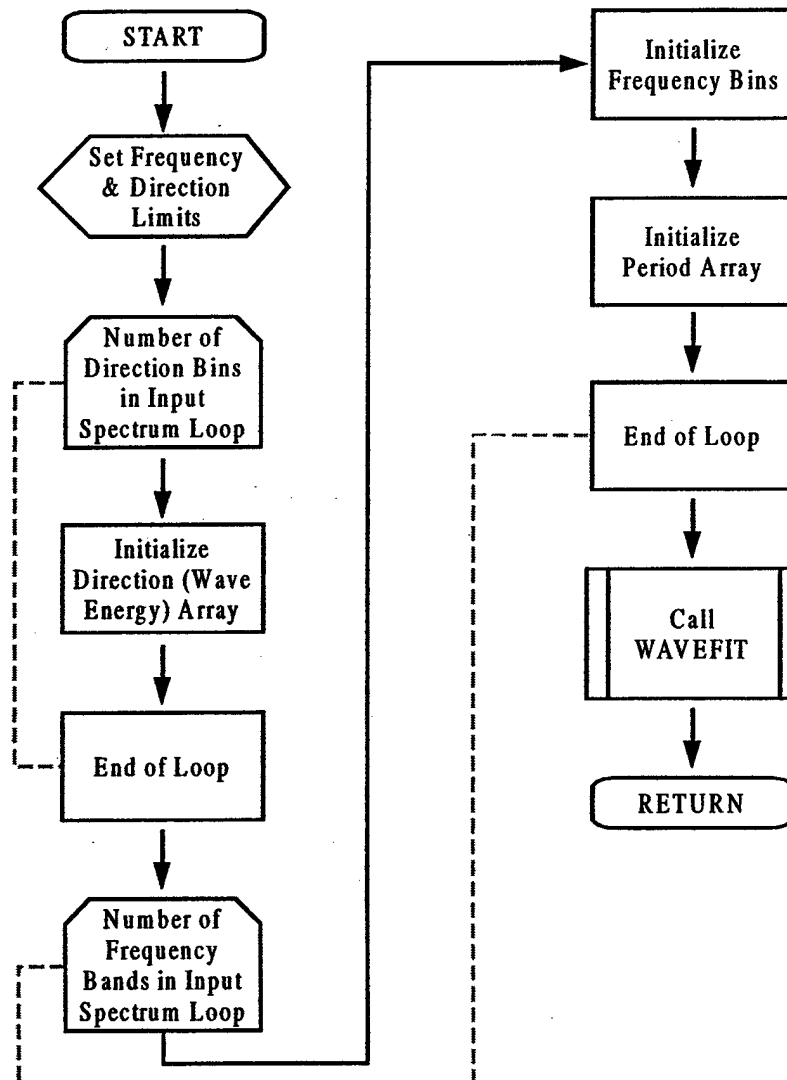 START
Set Frequency
& Direction
Limits
Number of
Direction Bins
in Input
Spectrum Loop
Initialize
Direction (Wave
Energy) Array
End of Loop
Number of
Frequency
Bands in Input
Spectrum Loop
Initialize
Frequency Bins
Initialize
Period Array
End of Loop
Call
WAVEFIT
RETURN